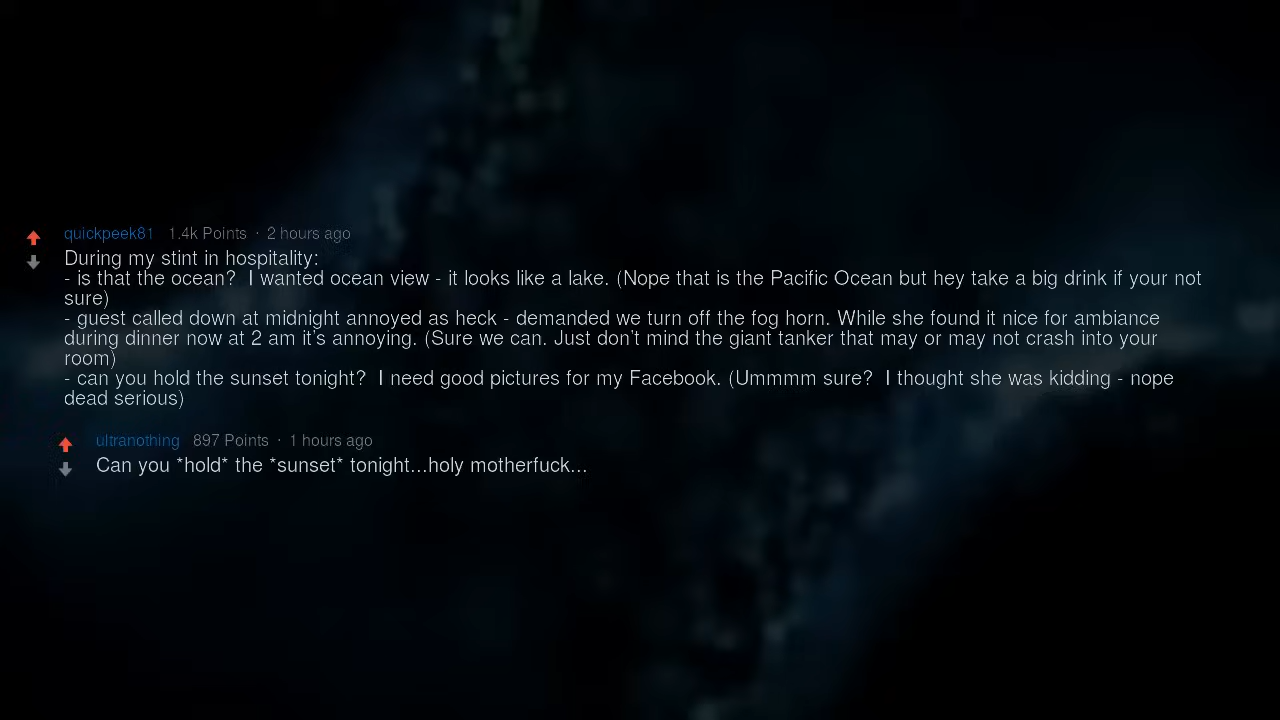 quickpeek81 1.4k Points · 2 hours ago
During my stint in hospitality:
- is that the ocean?  I wanted ocean view - it looks like a lake. (Nope that is the Pacific Ocean but hey take a big drink if your not
sure)
- guest called down at midnight annoyed as heck - demanded we turn off the fog horn. While she found it nice for ambiance
during dinner now at 2 am it's annoying. (Sure we can. Just don't mind the giant tanker that may or may not crash into your
room)
- can you hold the sunset tonight?  I need good pictures for my Facebook. (Ummmm sure?  I thought she was kidding - nope
dead serious)
ultranothing 897 Points · 1 hours ago
Can you *hold* the *sunset* tonight...holy motherfuck...